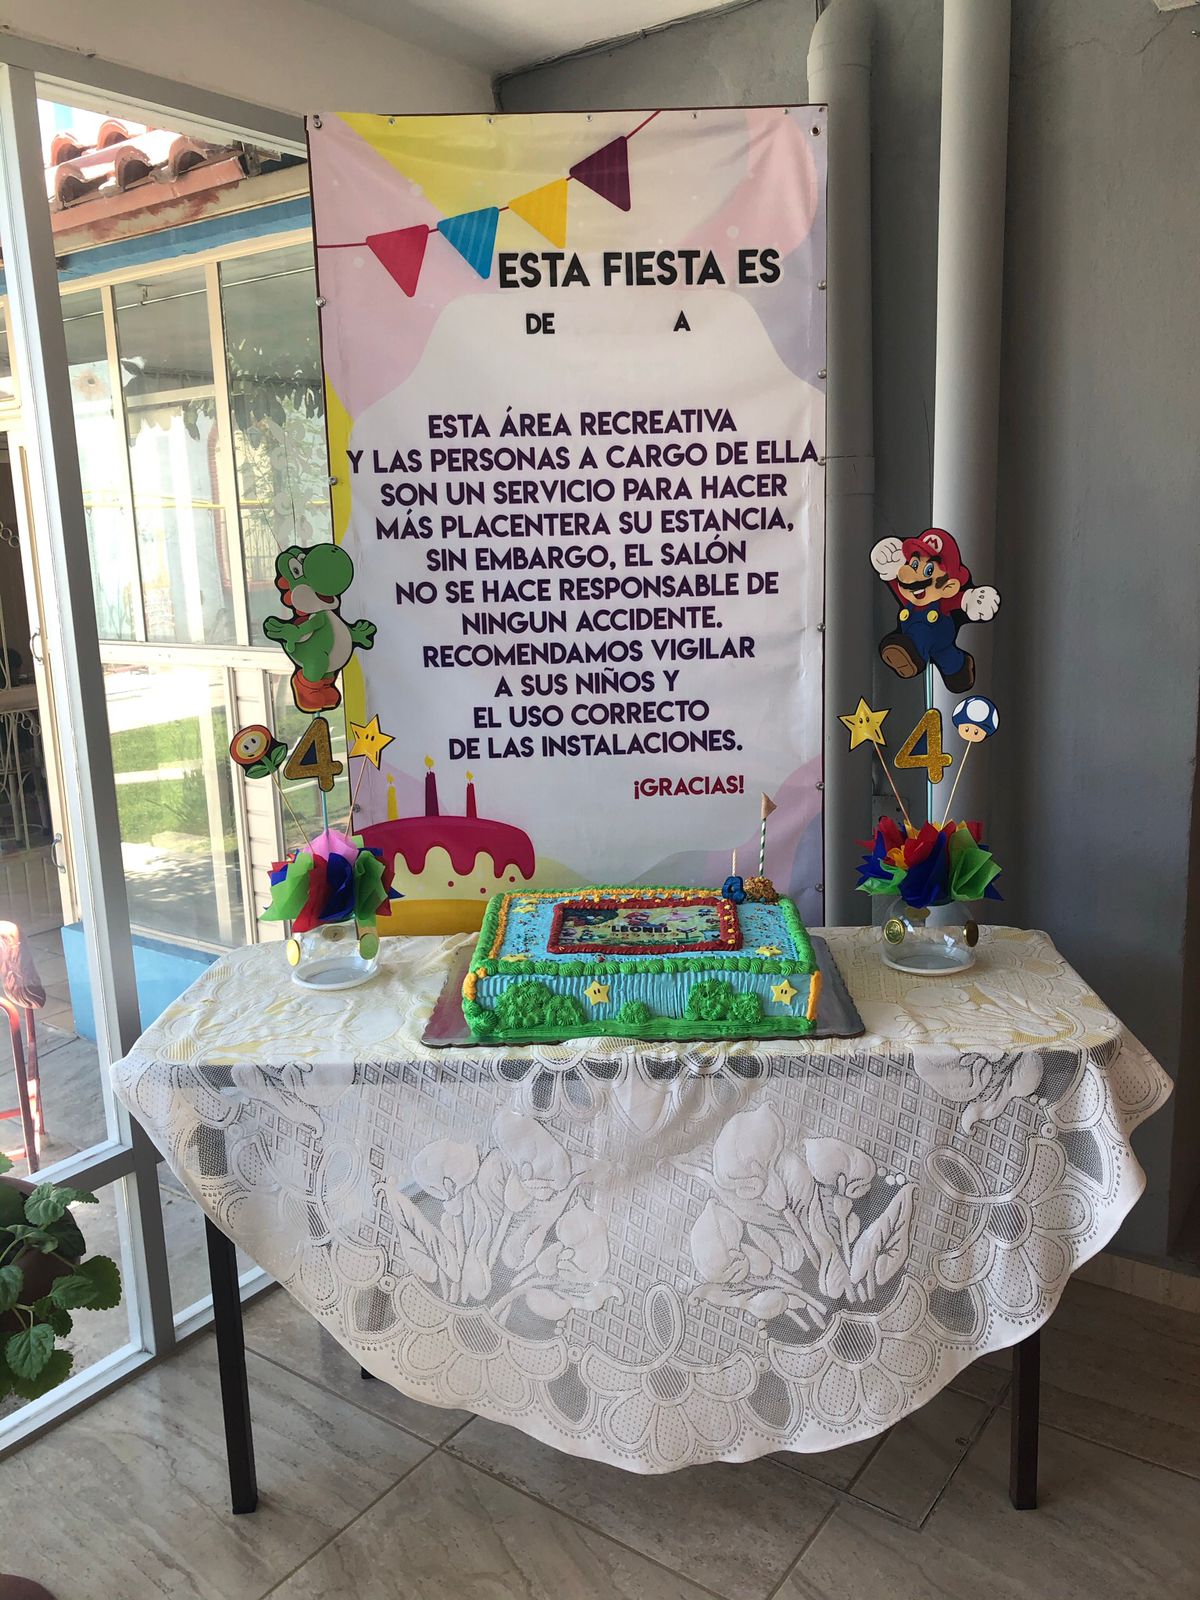 ESTA FIESTA ES
DE A
ESTA ÁREA RECREATIVA
Y LAS PERSONAS A CARGO DE ELLA
SON UN SERVICIO PARA HACER
MÁS PLACENTERA SU ESTANCIA,
SIN EMBARGO, EL SALÓN
NO SE HACE RESPONSABLE DE
NINGUN ACCIDENTE.
RECOMENDAMOS VIGILAR
A SUS NIÑOS Y
EL USO CORRECTO
DE LAS INSTALACIONES.
¡GRACIAS!
M
4
4
LEONEL